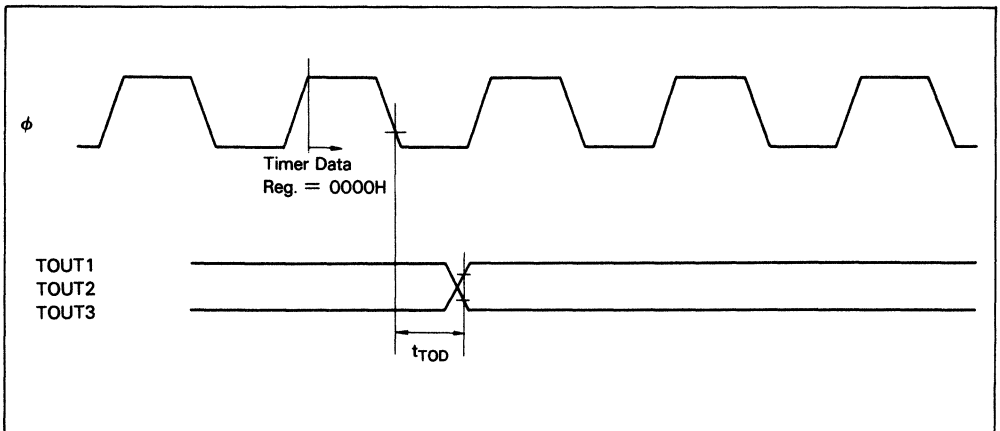 ϕ
Timer Data
Reg. = 0000H
TOUT1
TOUT2
TOUT3
tTOD